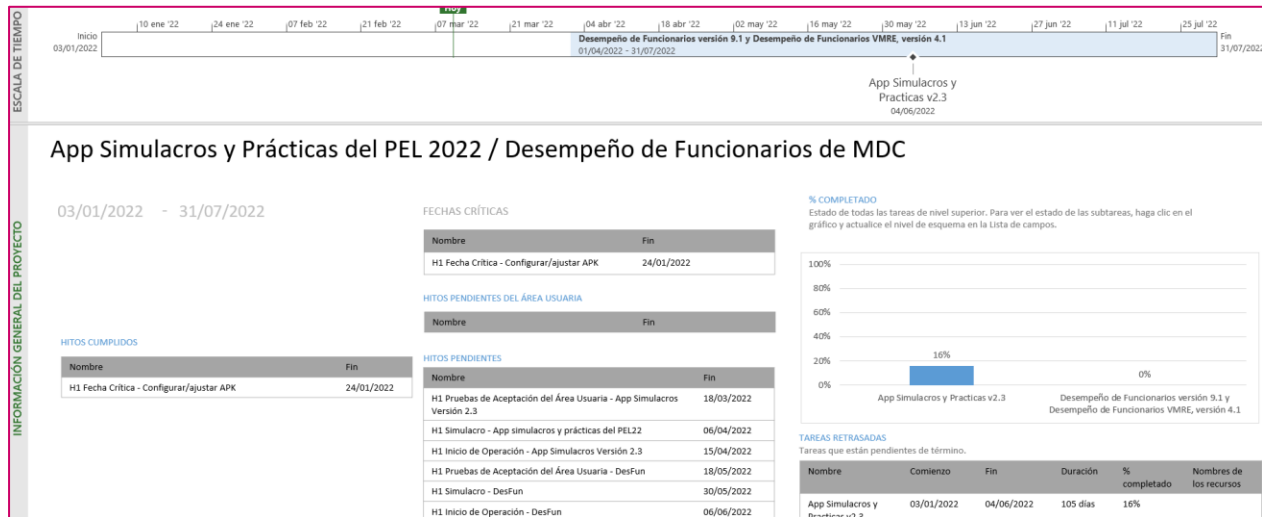 ESCALA DE TIEMPO
Hoy
10 ene '22 24 ene '22 07 feb '22 21 feb '22 07 mar '22 21 mar '22 04 abr '22 18 abr '22 02 may '22 16 may '22 30 may '22 13 jun '22 27 jun '22 11 jul '22 25 jul '22
Inicio
03/01/2022
Desempeño de Funcionarios versión 9.1 y Desempeño de Funcionarios VMRE, versión 4.1
01/04/2022 - 31/07/2022
Fin
31/07/2022
App Simulacros y
Practicas v2.3
04/06/2022
INFORMACIÓN GENERAL DEL PROYECTO
App Simulacros y Prácticas del PEL 2022 / Desempeño de Funcionarios de MDC
03/01/2022 - 31/07/2022
HITOS CUMPLIDOS
Nombre Fin
H1 Fecha Crítica - Configurar/ajustar APK 24/01/2022
FECHAS CRÍTICAS
Nombre Fin
H1 Fecha Crítica - Configurar/ajustar APK 24/01/2022
HITOS PENDIENTES DEL ÁREA USUARIA
Nombre Fin
HITOS PENDIENTES
Nombre Fin
H1 Pruebas de Aceptación del Área Usuaria - App Simulacros 18/03/2022
Versión 2.3
H1 Simulacro - App simulacros y prácticas del PEL22 06/04/2022
H1 Inicio de Operación - App Simulacros Versión 2.3 15/04/2022
H1 Pruebas de Aceptación del Área Usuaria - DesFun 18/05/2022
H1 Simulacro - DesFun 30/05/2022
H1 Inicio de Operación - DesFun 06/06/2022
% COMPLETADO
Estado de todas las tareas de nivel superior. Para ver el estado de las subtareas, haga clic en el
gráfico y actualice el nivel de esquema en la Lista de campos.
100%
80%
60%
40%
20%
0%
16%
0%
App Simulacros y Practicas v2.3
Desempeño de Funcionarios versión 9.1 y
Desempeño de Funcionarios VMRE, versión 4.1
TAREAS RETRASADAS
Tareas que están pendientes de término.
Nombre Comienzo Fin Duración % completado Nombres de los recursos
App Simulacros y 03/01/2022 04/06/2022 105 días 16%
Practicas v2.3